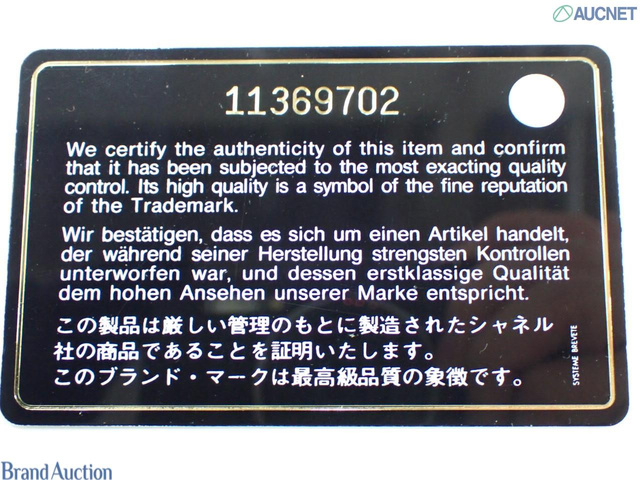 AUCNET
11369702
We certify the authenticity of this item and confirm
that it has been subjected to the most exacting quality
control. Its high quality is a symbol of the fine reputation
of the Trademark.
Wir bestätigen, dass es sich um einen Artikel handelt,
der während seiner Herstellung strengsten Kontrollen
unterworfen war, und dessen erstklassige Qualität
dem hohen Ansehen unserer Marke entspricht.
この製品は厳しい管理のもとに製造されたシャネル
社の商品であることを証明いたします。
このブランド・マークは最高級品質の象徴です。
SYSTEME BREVETE
Brand Auction